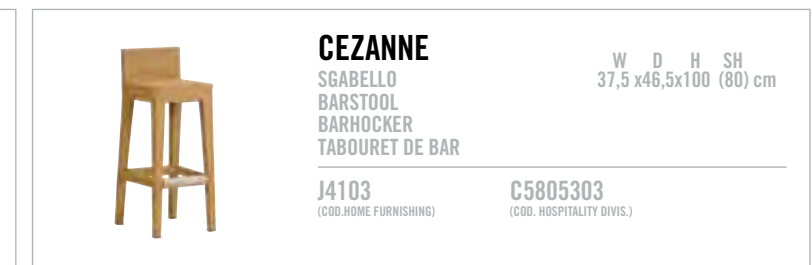 CEZANNE
SGABELLO
BARSTOOL
BARHOCKER
TABOURET DE BAR
W D H SH
37,5 x46,5x100 (80) cm
J4103
(COD.HOME FURNISHING)
C5805303
(COD. HOSPITALITY DIVIS.)